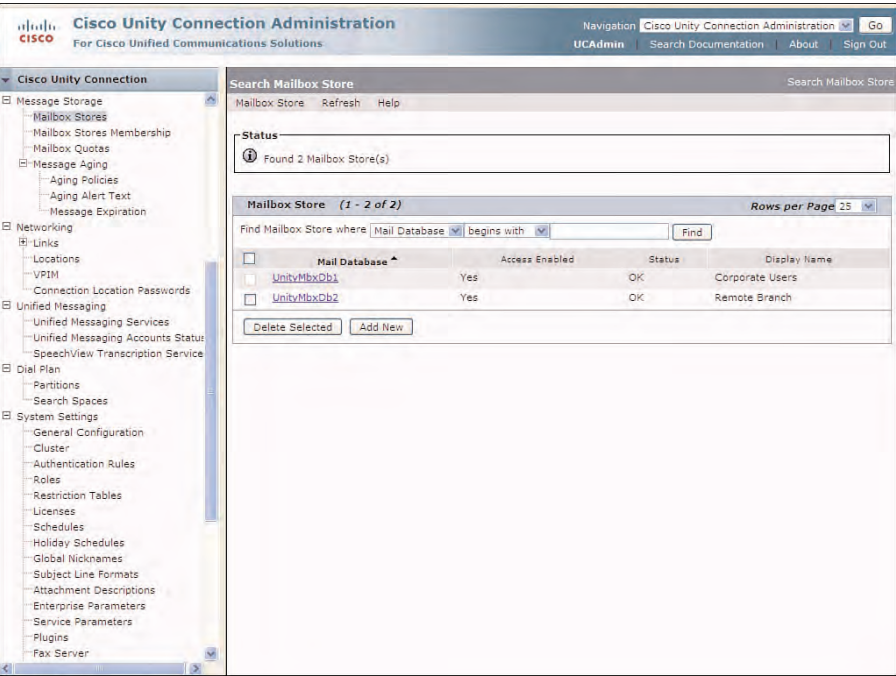 Cisco Unity Connection Administration
For Cisco Unified Communications Solutions
CISCO
Navigation Cisco Unity Connection Administration Go
UCAdmin Search Documentation About Sign Out
Cisco Unity Connection
Message Storage
Mailbox Stores
Mailbox Stores Membership
Mailbox Quotas
Message Aging
Aging Policies
Aging Alert Text
Message Expiration
Networking
Links
Locations
VPIM
Connection Location Passwords
Unified Messaging
Unified Messaging Services
Unified Messaging Accounts Status
SpeechView Transcription Service
Dial Plan
Partitions
Search Spaces
System Settings
General Configuration
Cluster
Authentication Rules
Roles
Restriction Tables
Licenses
Schedules
Holiday Schedules
Global Nicknames
Subject Line Formats
Attachment Descriptions
Enterprise Parameters
Service Parameters
Plugins
Fax Server
Search Mailbox Store Search Mailbox Store
Mailbox Store Refresh Help
Status
Found 2 Mailbox Store(s)
Mailbox Store (1 - 2 of 2) Rows per Page 25
Find Mailbox Store where Mail Database begins with Find
Mail Database Access Enabled Status Display Name
UnityMbxDb1 Yes OK Corporate Users
UnityMbxDb2 Yes OK Remote Branch
Delete Selected Add New